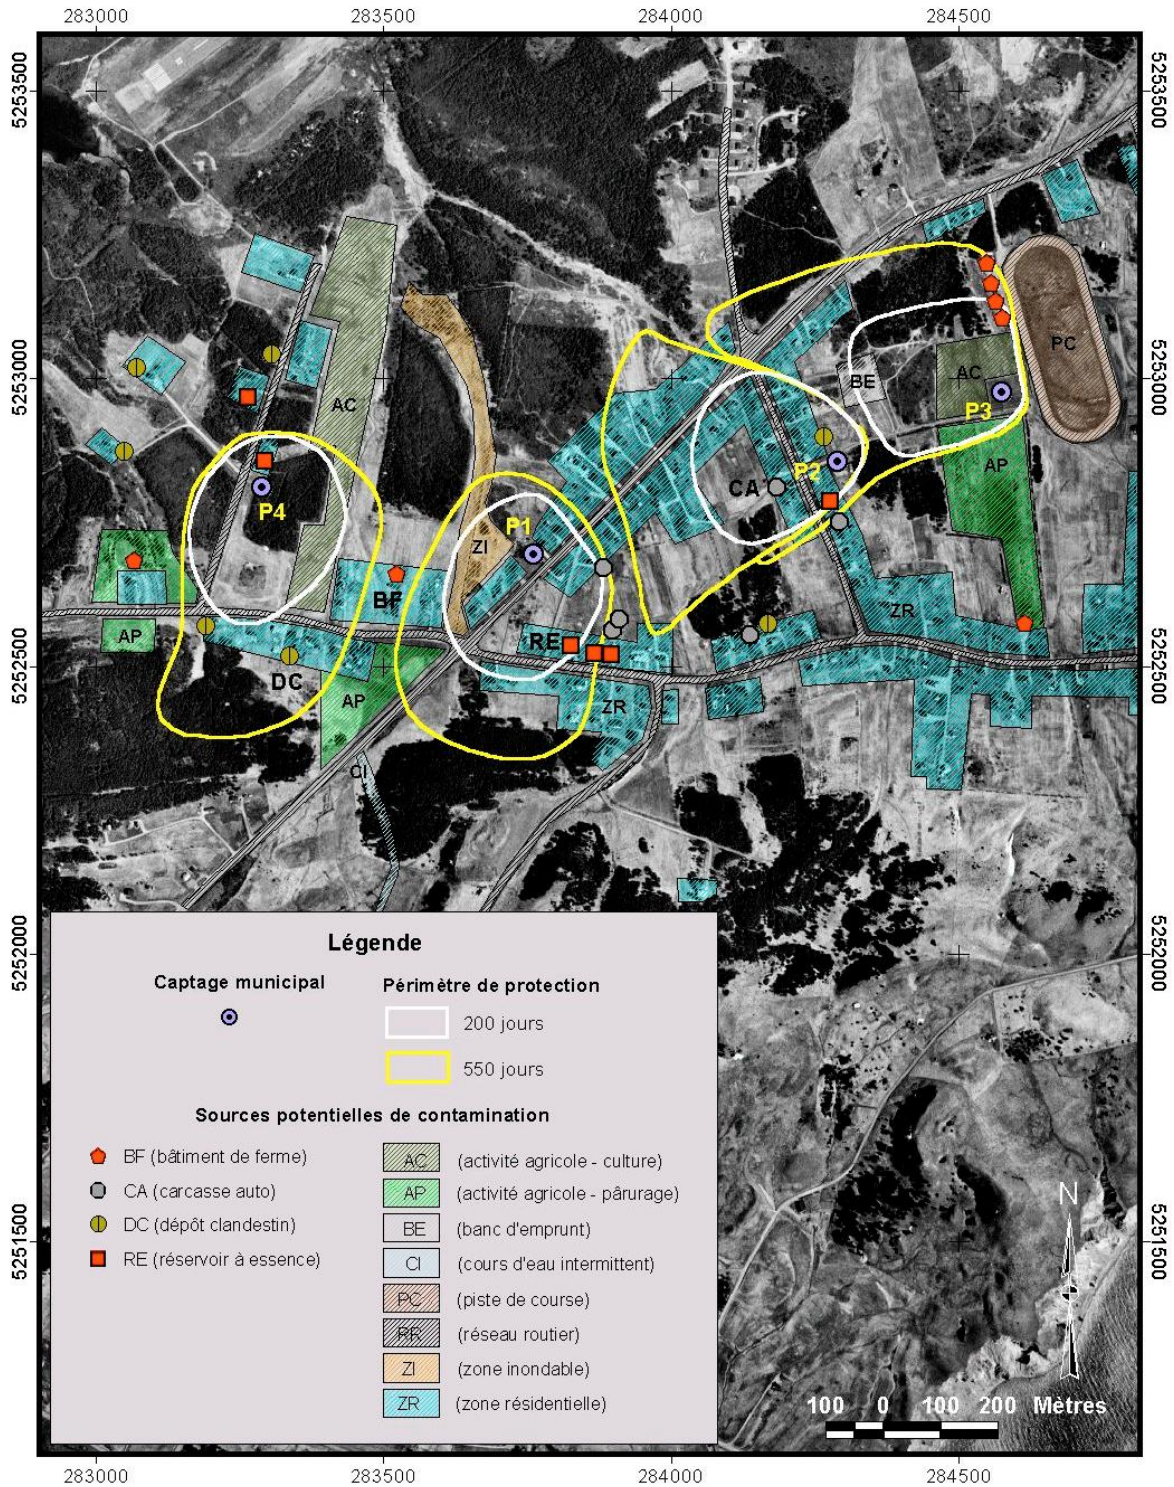 283000 283500 284000 284500
5253500 5253500
5253000 5253000
5252500 5252500
5252000 5252000
5251500 5251500
AC
BE
AC
PC
P3
AP
P2
CA
P4
P1
ZI
BF
ZR
AP
RE
DC
AP
ZR
CI
Légende
Captage municipal
Périmètre de protection
200 jours
550 jours
Sources potentielles de contamination
BF (bâtiment de ferme)
CA (carcasse auto)
DC (dépôt clandestin)
RE (réservoir à essence)
AC (activité agricole - culture)
AP (activité agricole - pârurage)
BE (banc d'emprunt)
CI (cours d'eau intermittent)
PC (piste de course)
RR (réseau routier)
ZI (zone inondable)
ZR (zone résidentielle)
N
100 0 100 200 Mètres
283000 283500 284000 284500